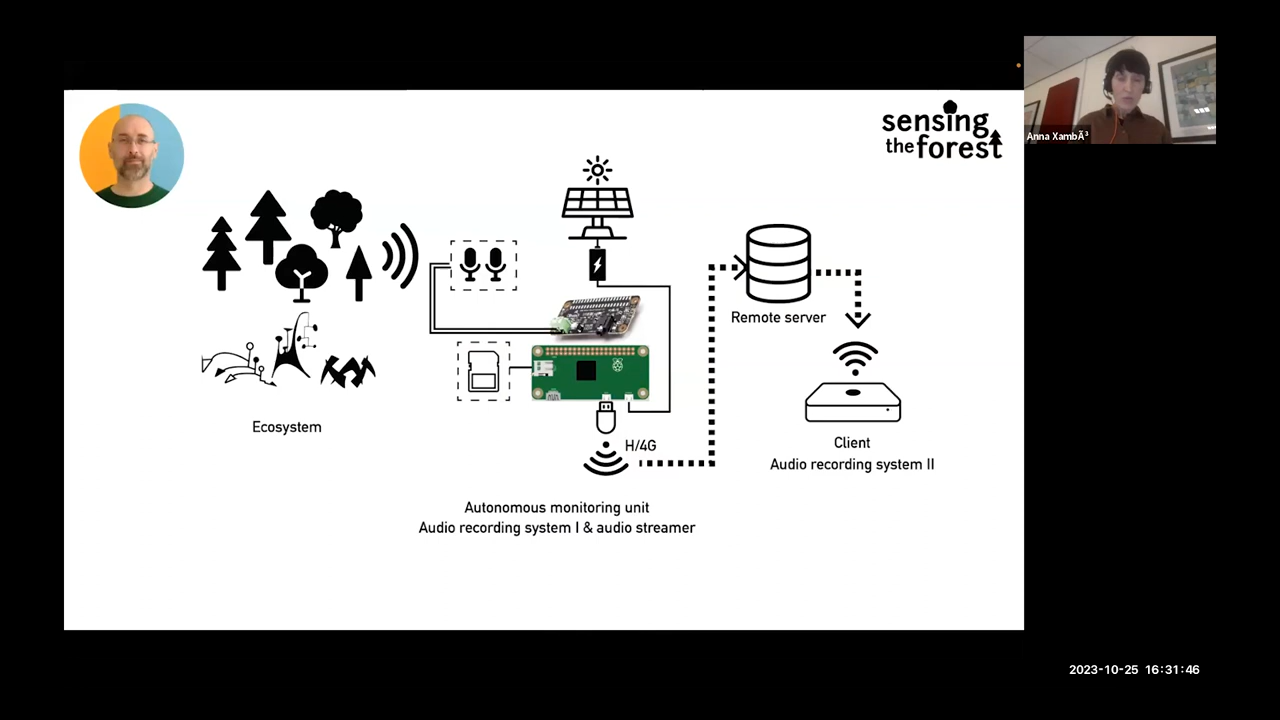 sensing
the forest
Anna XambÃ³
Remote server
Ecosystem
H/4G
Client
Audio recording system II
Autonomous monitoring unit
Audio recording system I & audio streamer
2023-10-25 16:31:46